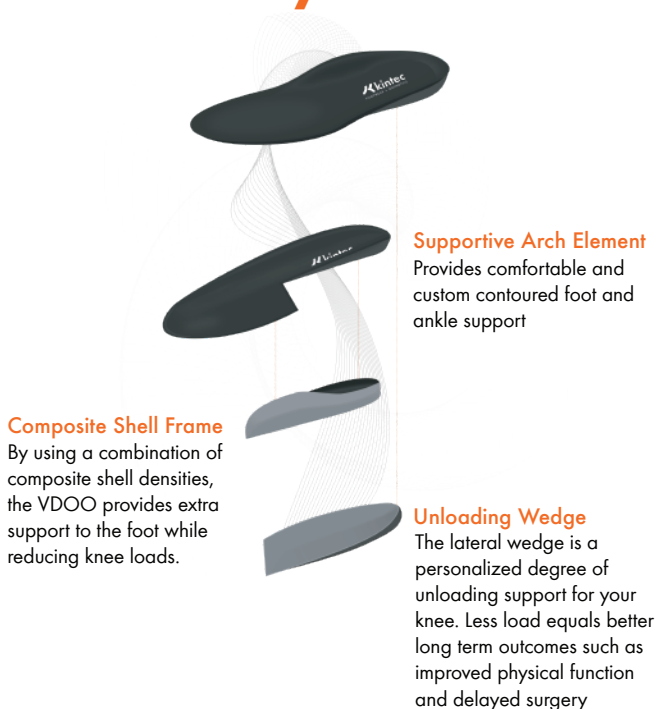 kintec
Supportive Arch Element
Provides comfortable and
custom contoured foot and
ankle support
kintec
Composite Shell Frame
By using a combination of
composite shell densities,
the VDOO provides extra
support to the foot while
reducing knee loads.
Unloading Wedge
The lateral wedge is a
personalized degree of
unloading support for your
knee. Less load equals better
long term outcomes such as
improved physical function
and delayed surgery